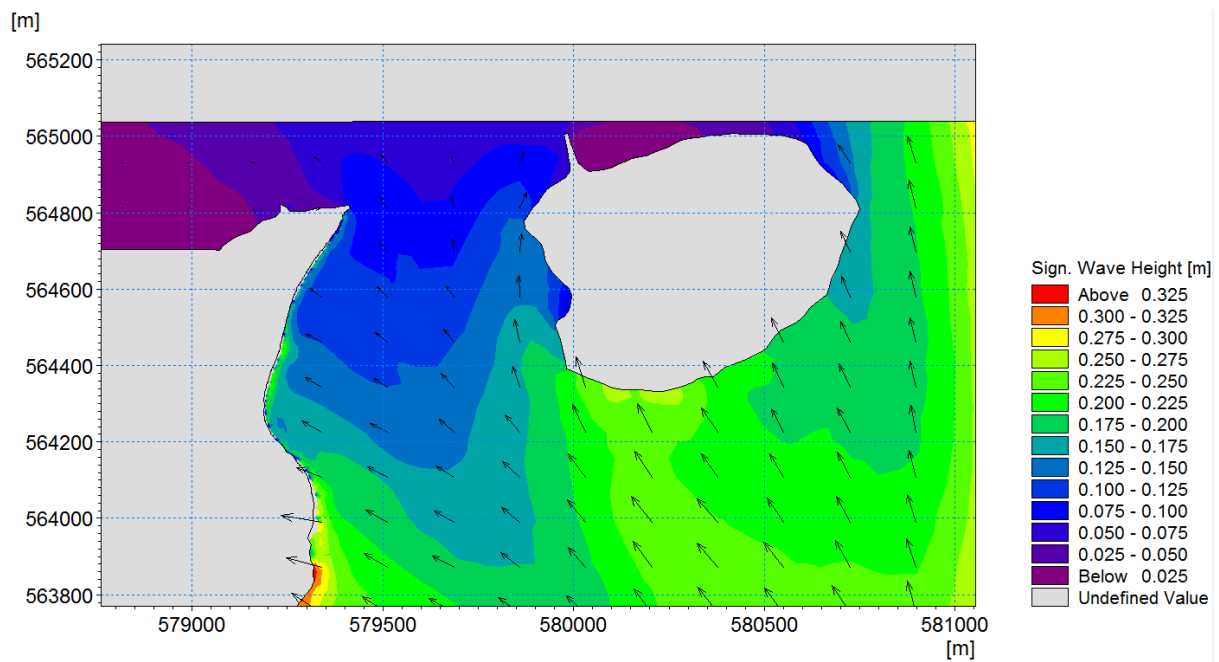 [m]
565200
565000
564800
564600
564400
564200
564000
563800
579000 579500 580000 580500 581000
[m]
Sign. Wave Height [m]
Above 0.325
0.300 - 0.325
0.275 - 0.300
0.250 - 0.275
0.225 - 0.250
0.200 - 0.225
0.175 - 0.200
0.150 - 0.175
0.125 - 0.150
0.100 - 0.125
0.075 - 0.100
0.050 - 0.075
0.025 - 0.050
Below 0.025
Undefined Value